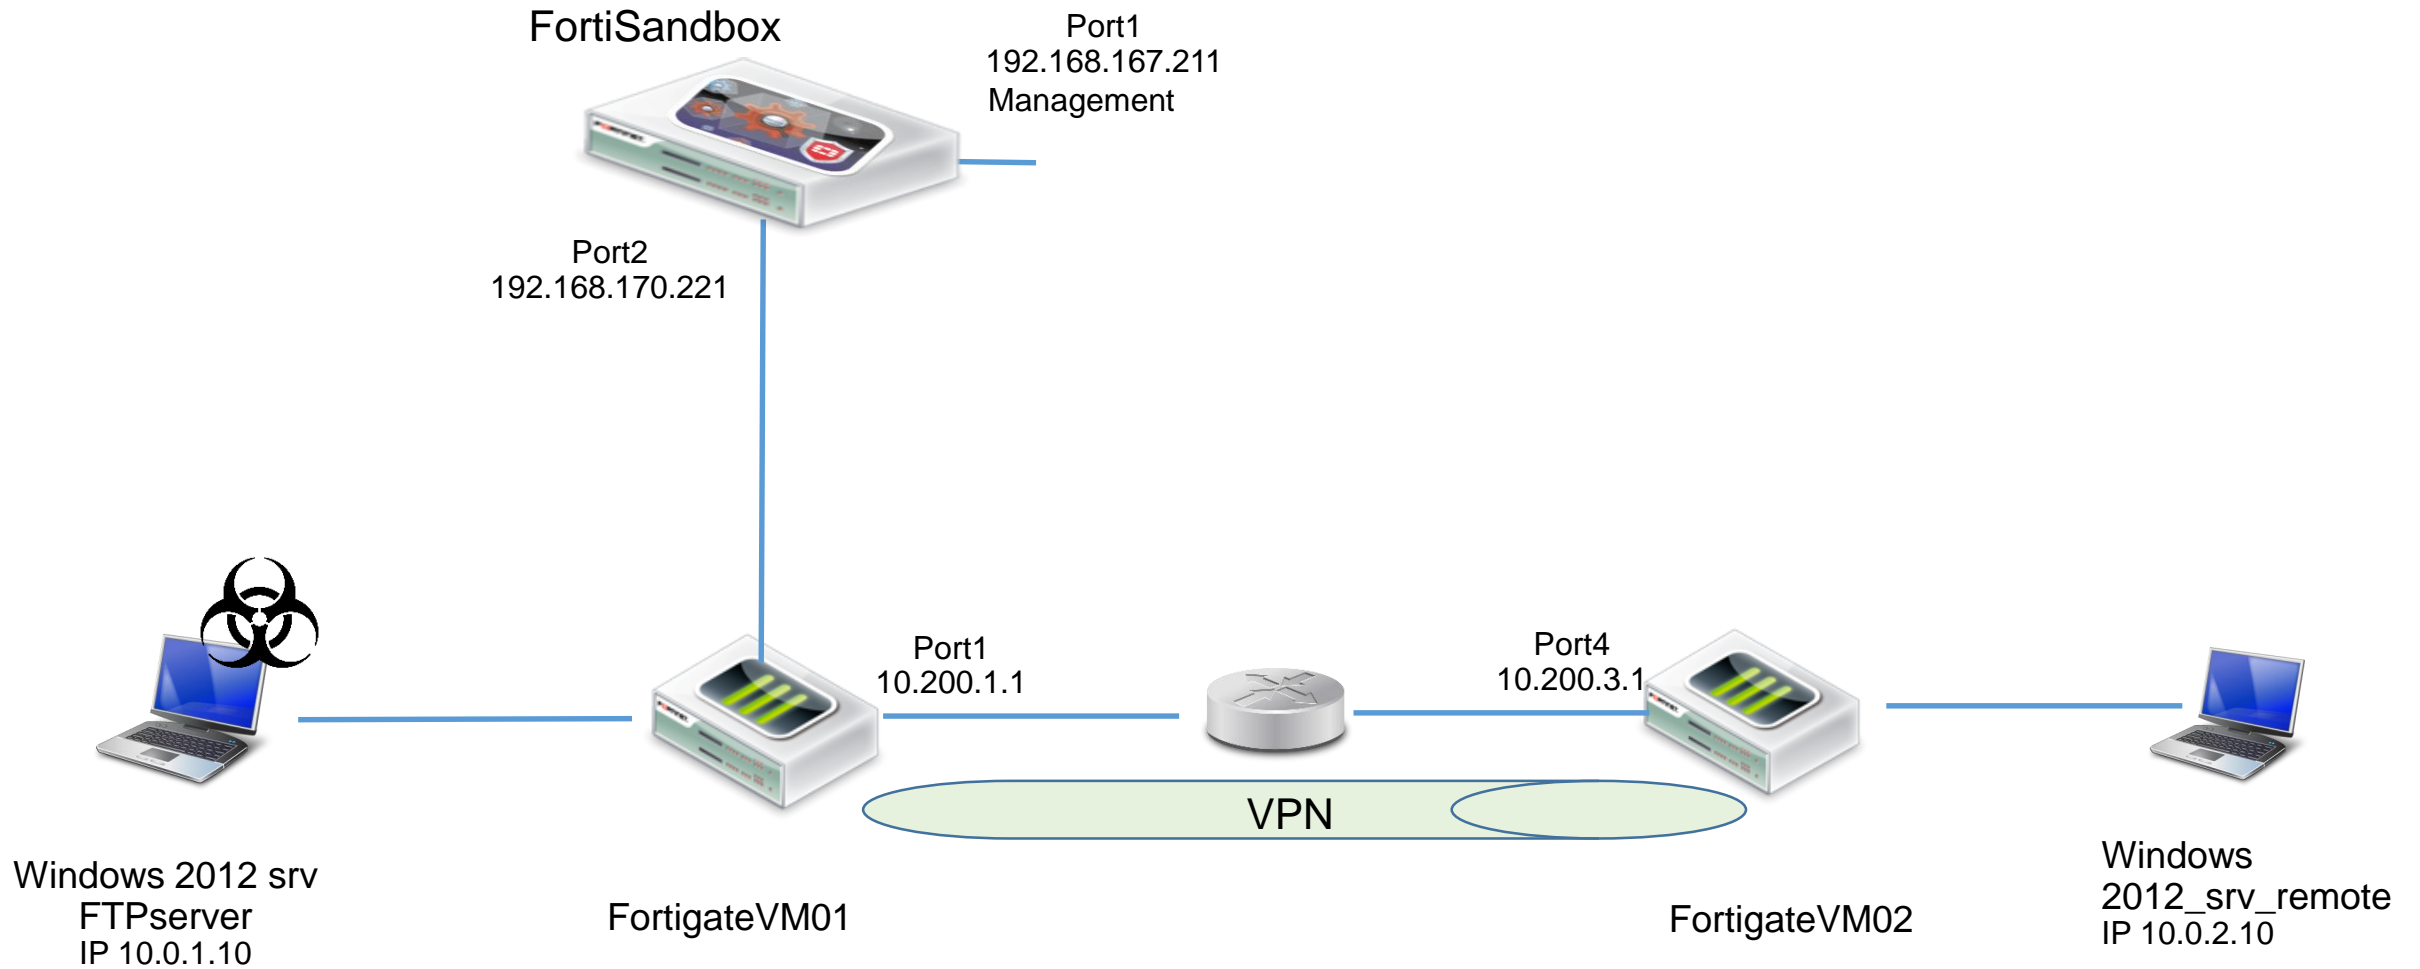 FortiSandbox
Port1
192.168.167.211
Management
Port2
192.168.170.221
Port1
10.200.1.1
Port4
10.200.3.1
VPN
Windows 2012 srv
FTPserver
IP 10.0.1.10
FortigateVM01
FortigateVM02
Windows
2012_srv_remote
IP 10.0.2.10